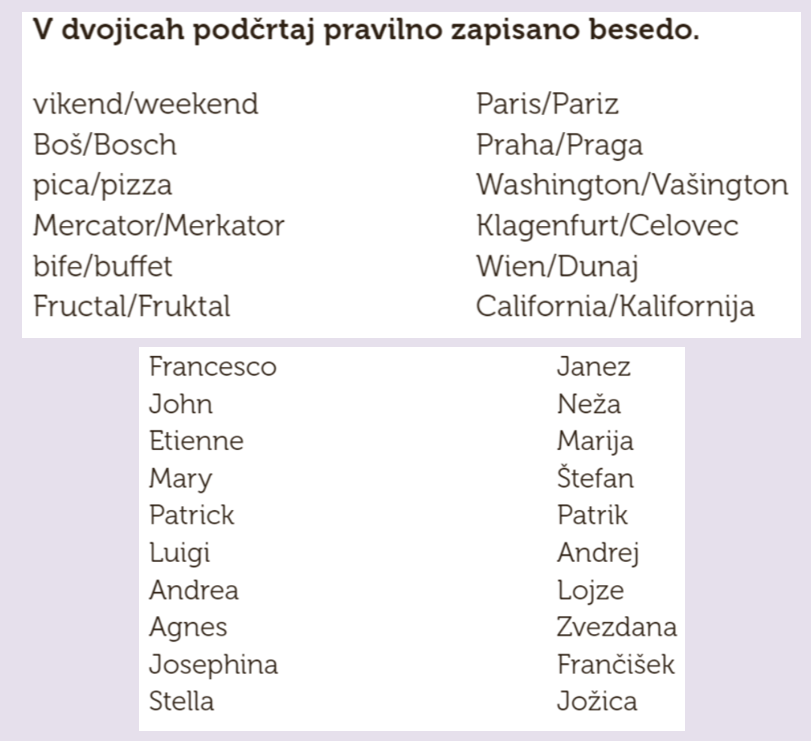 V dvojicah podčrtaj pravilno zapisano besedo.
vikend/weekend
Boš/Bosch
pica/pizza
Mercator/Merkator
bife/buffet
Fructal/Fruktal
Paris/Pariz
Praha/Praga
Washington/Vašington
Klagenfurt/Celovec
Wien/Dunaj
California/Kalifornija
Francesco
John
Etienne
Mary
Patrick
Luigi
Andrea
Agnes
Josephina
Stella
Janez
Neža
Marija
Štefan
Patrik
Andrej
Lojze
Zvezdana
Frančišek
Jožica